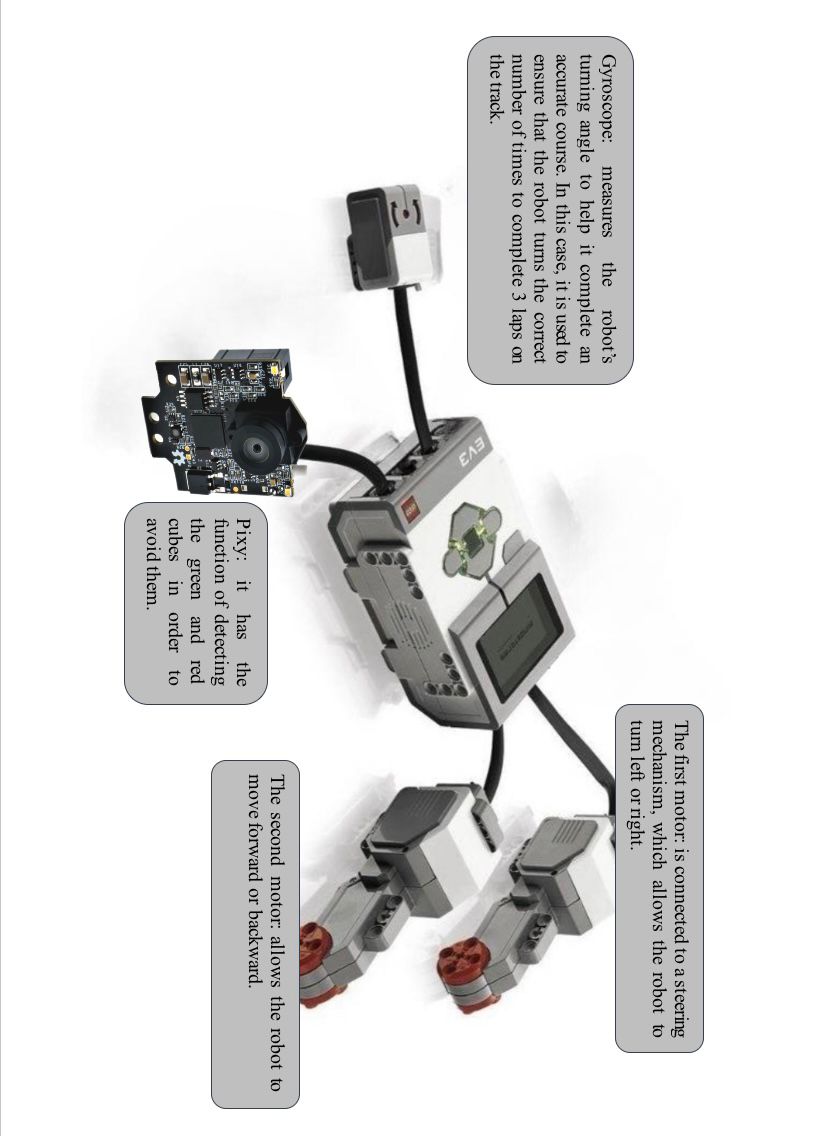 Gyroscope: measures the robot's
turning angle to help it complete an
accurate course. In this case, it is used to
ensure that the robot turns the correct
number of times to complete 3 laps on
the track.
EV3
LEGO
The first motor: is connected to a steering
mechanism, which allows the robot to
turn left or right.
Pixy: it has the
function of detecting
the green and red
cubes in order to
avoid them.
The second motor: allows the robot to
move forward or backward.